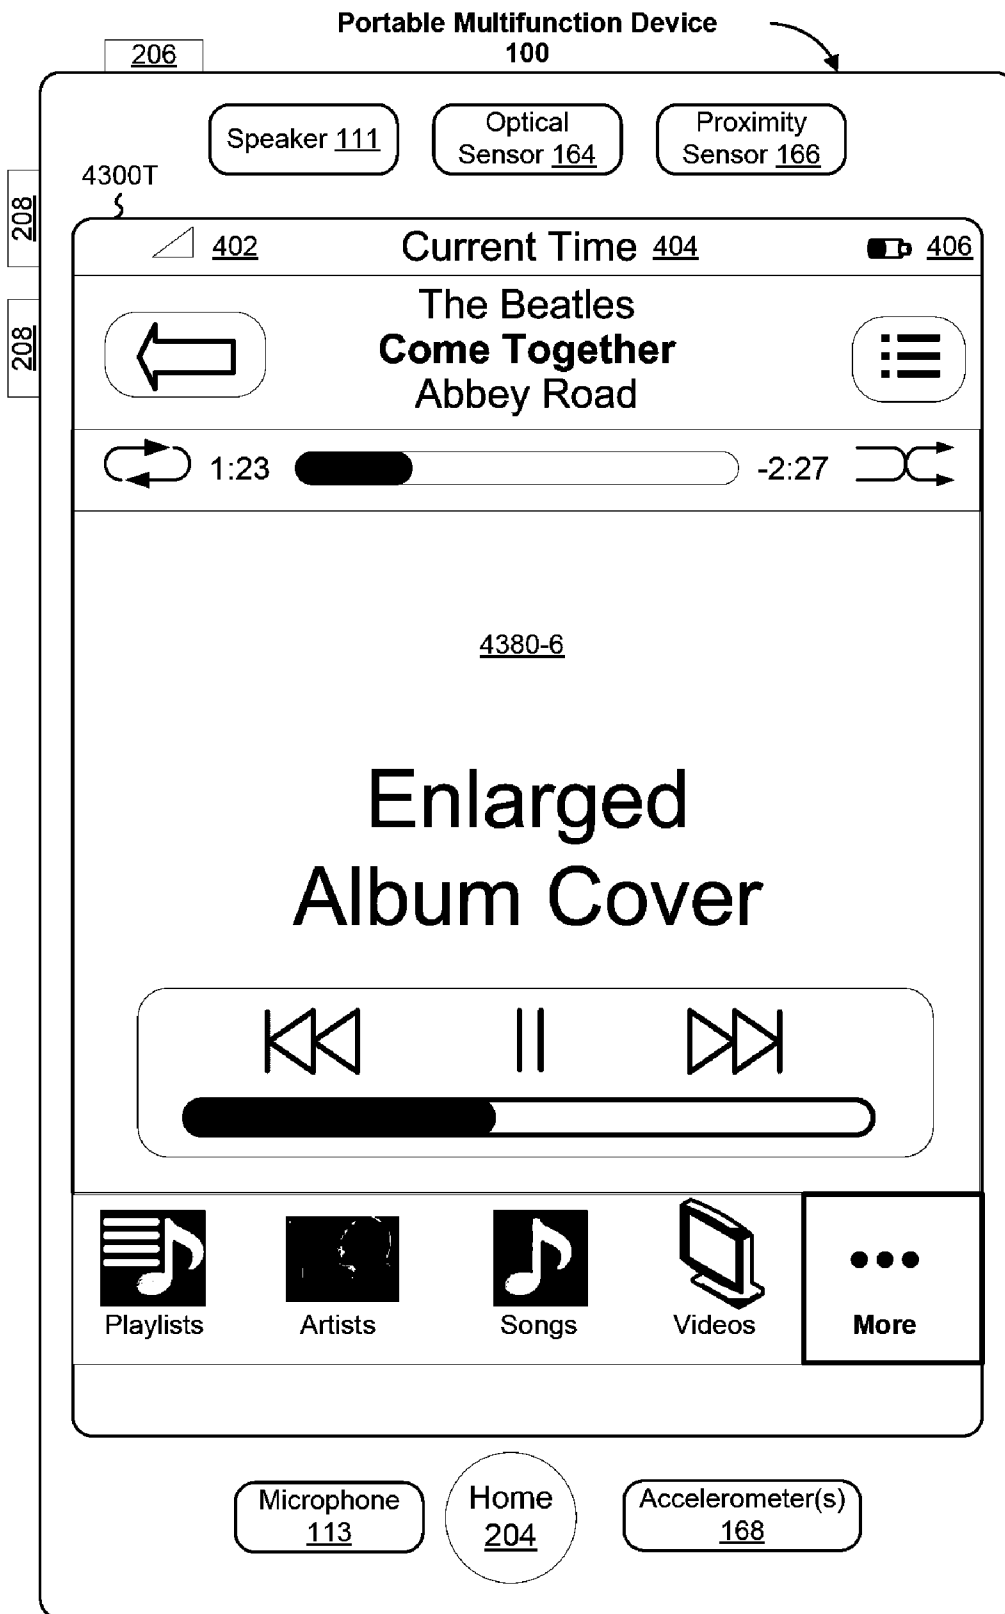 Portable Multifunction Device
100
206
Speaker 111
Optical
Sensor 164
Proximity
Sensor 166
4300T
208
208
402
Current Time 404
406
The Beatles
Come Together
Abbey Road
1:23
-2:27
4380-6
Enlarged
Album Cover
Playlists
Artists
Songs
Videos
More
Microphone
113
Home
204
Accelerometer(s)
168